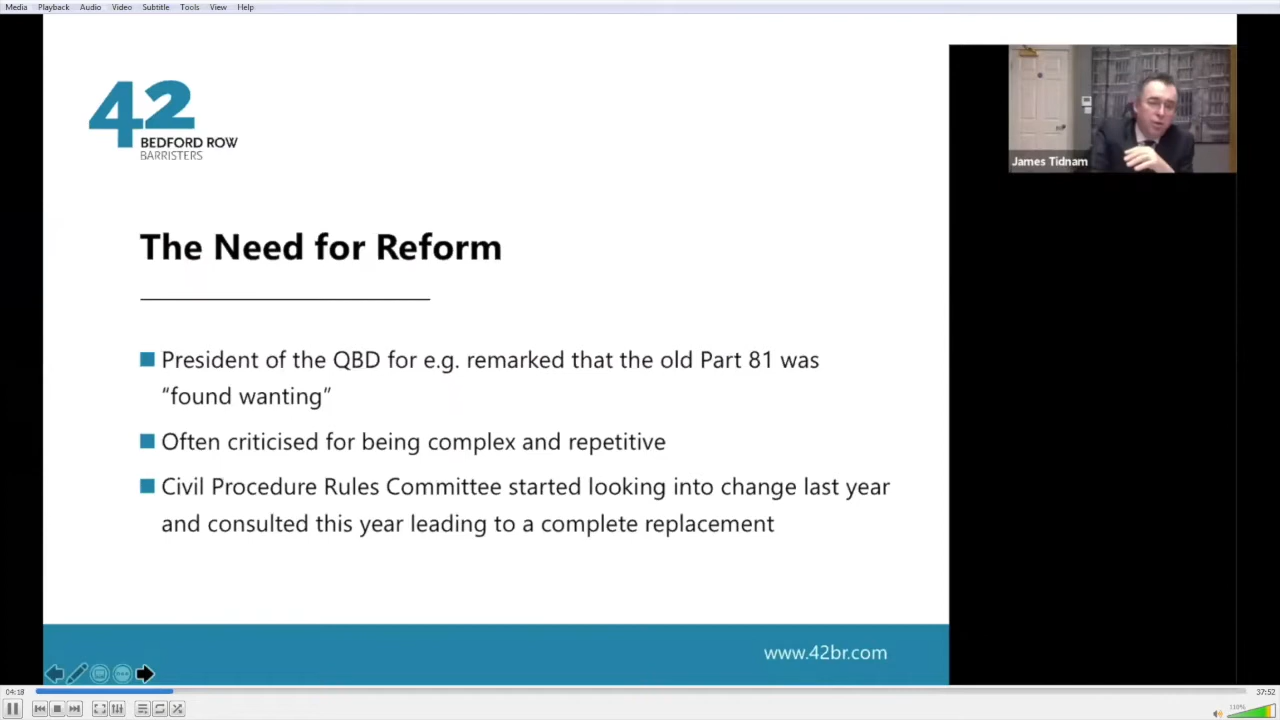 Media Playback Audio Video Subtitle Tools View Help
42
BEDFORD ROW
BARRISTERS
James Tidnam
The Need for Reform
President of the QBD for e.g. remarked that the old Part 81 was
“found wanting”
Often criticised for being complex and repetitive
Civil Procedure Rules Committee started looking into change last year
and consulted this year leading to a complete replacement
www.42br.com
04:18 37:52
110%